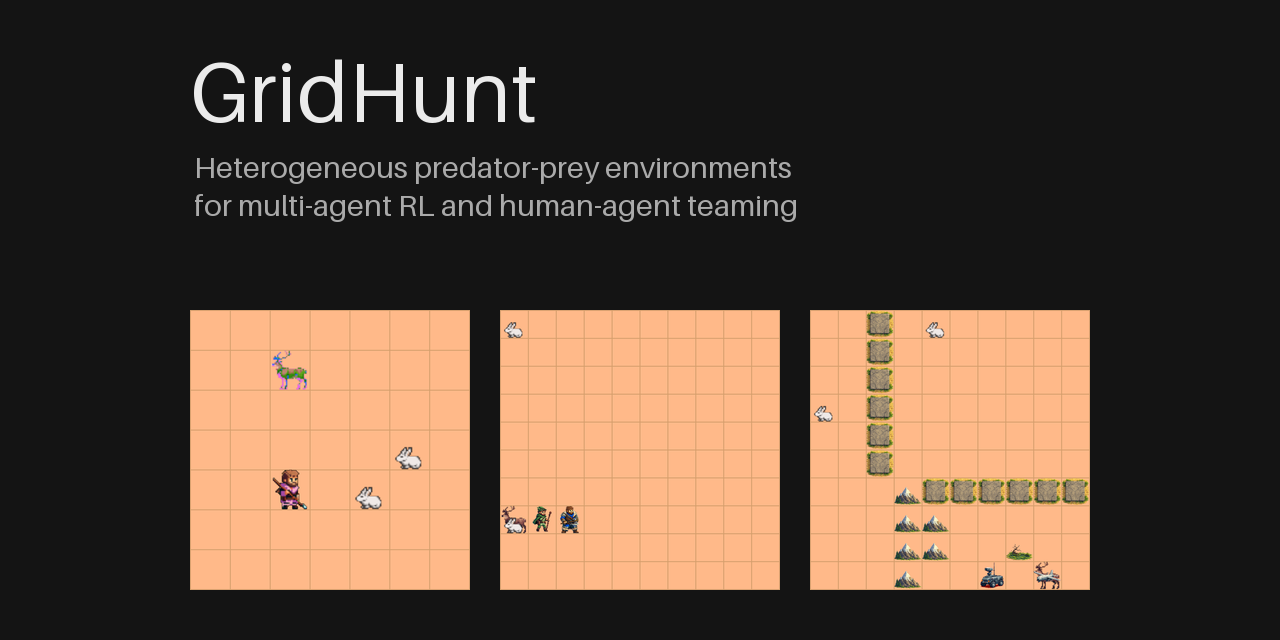 GridHunt
Heterogeneous predator-prey environments
for multi-agent RL and human-agent teaming